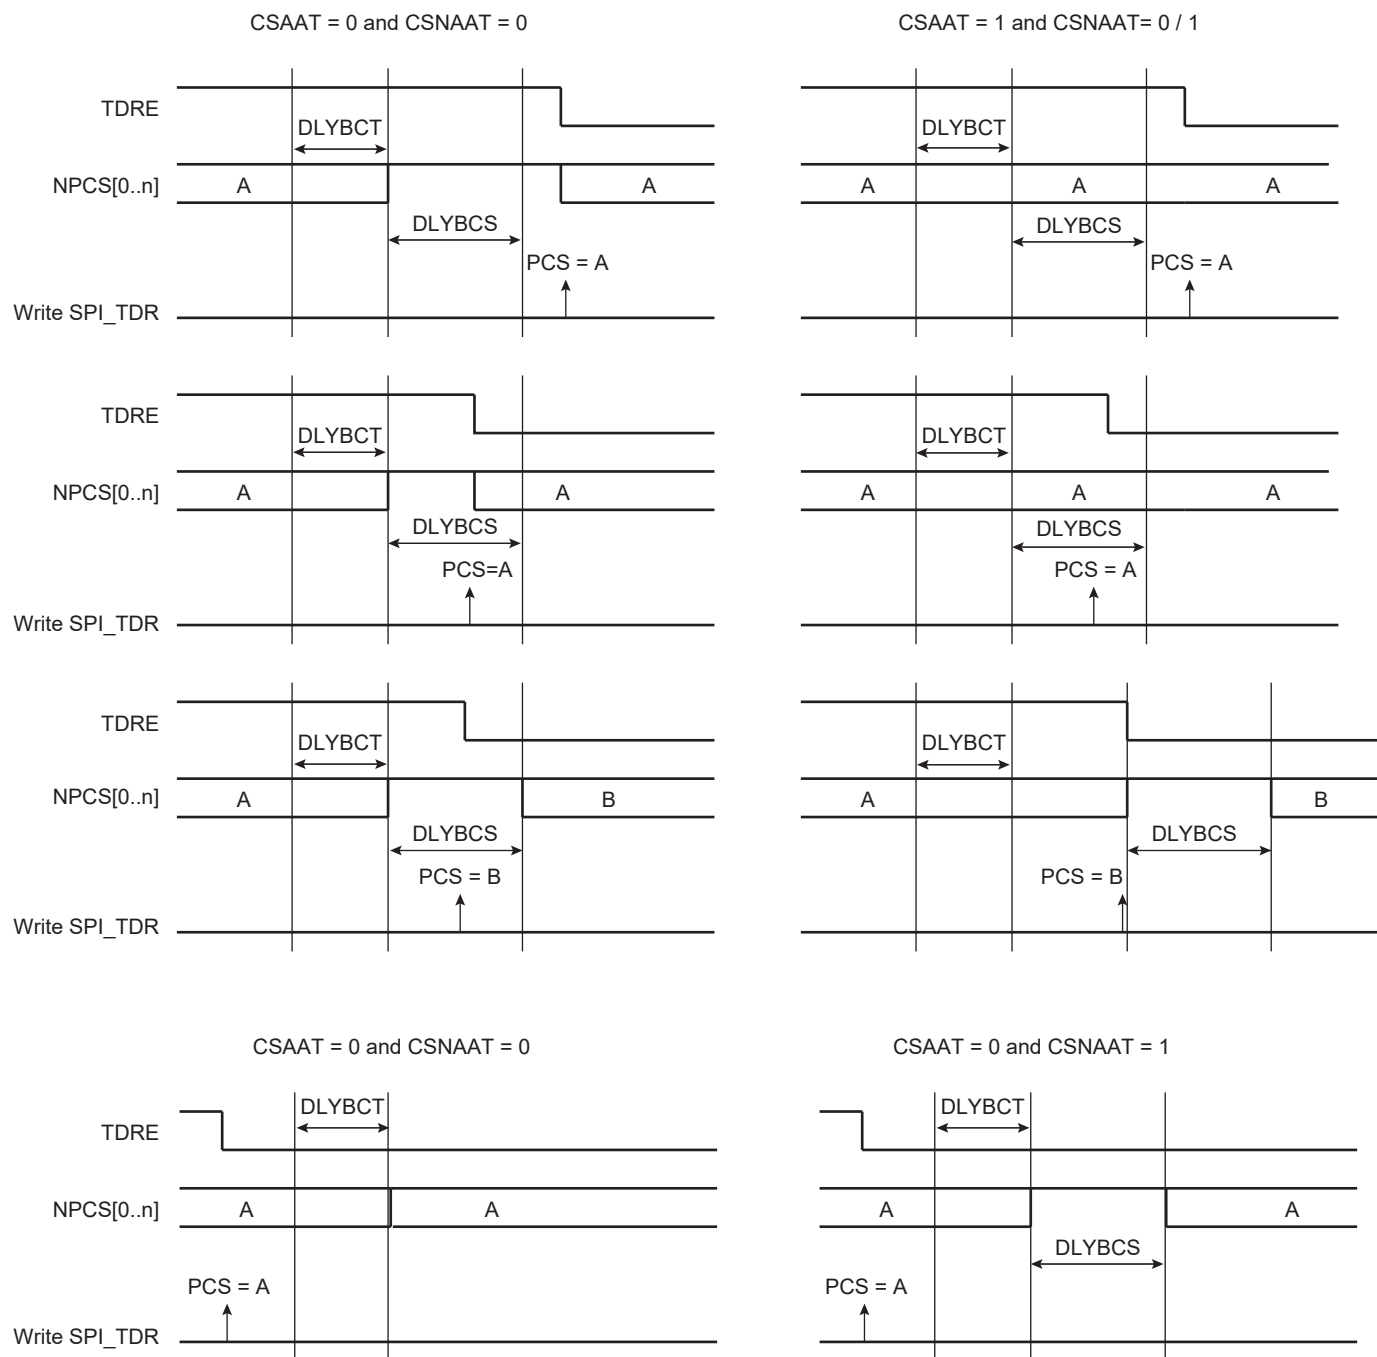 CSAAT = 0 and CSNAAT = 0
CSAAT = 1 and CSNAAT= 0 / 1
TDRE
DLYBCT
DLYBCT
NPCS[0..n]
A
A
A
A
A
DLYBCS
DLYBCS
PCS = A
PCS = A
Write SPI_TDR
TDRE
DLYBCT
DLYBCT
NPCS[0..n]
A
A
A
A
A
DLYBCS
DLYBCS
PCS=A
PCS = A
Write SPI_TDR
TDRE
DLYBCT
DLYBCT
NPCS[0..n]
A
B
A
B
DLYBCS
DLYBCS
PCS = B
PCS = B
Write SPI_TDR
CSAAT = 0 and CSNAAT = 0
CSAAT = 0 and CSNAAT = 1
DLYBCT
DLYBCT
TDRE
NPCS[0..n]
A
A
A
A
DLYBCS
PCS = A
PCS = A
Write SPI_TDR